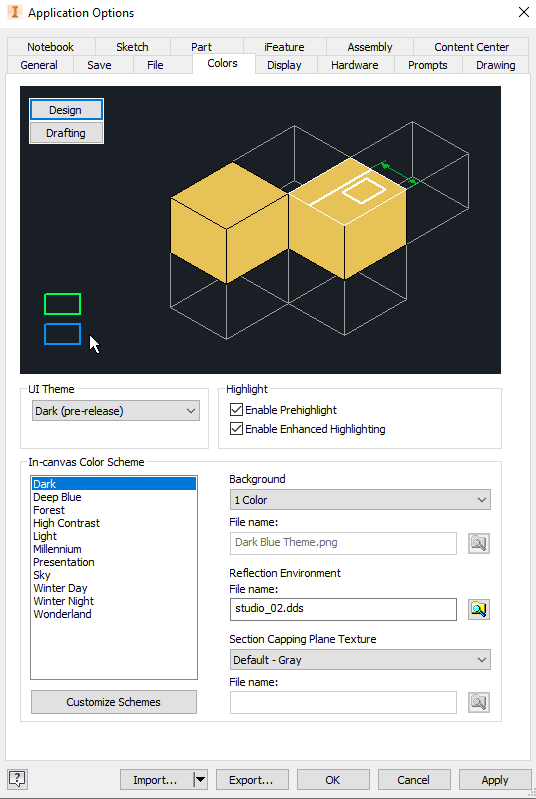 Application Options
Notebook Sketch Part iFeature Assembly Content Center
General Save File Colors Display Hardware Prompts Drawing
Design
Drafting
UI Theme
Dark (pre-release)
Highlight
Enable Prehighlight
Enable Enhanced Highlighting
In-canvas Color Scheme
Dark
Deep Blue
Forest
High Contrast
Light
Millennium
Presentation
Sky
Winter Day
Winter Night
Wonderland
Customize Schemes
Background
1 Color
File name:
Dark Blue Theme.png
Reflection Environment
File name:
studio_02.dds
Section Capping Plane Texture
Default - Gray
File name:
? Import... Export... OK Cancel Apply